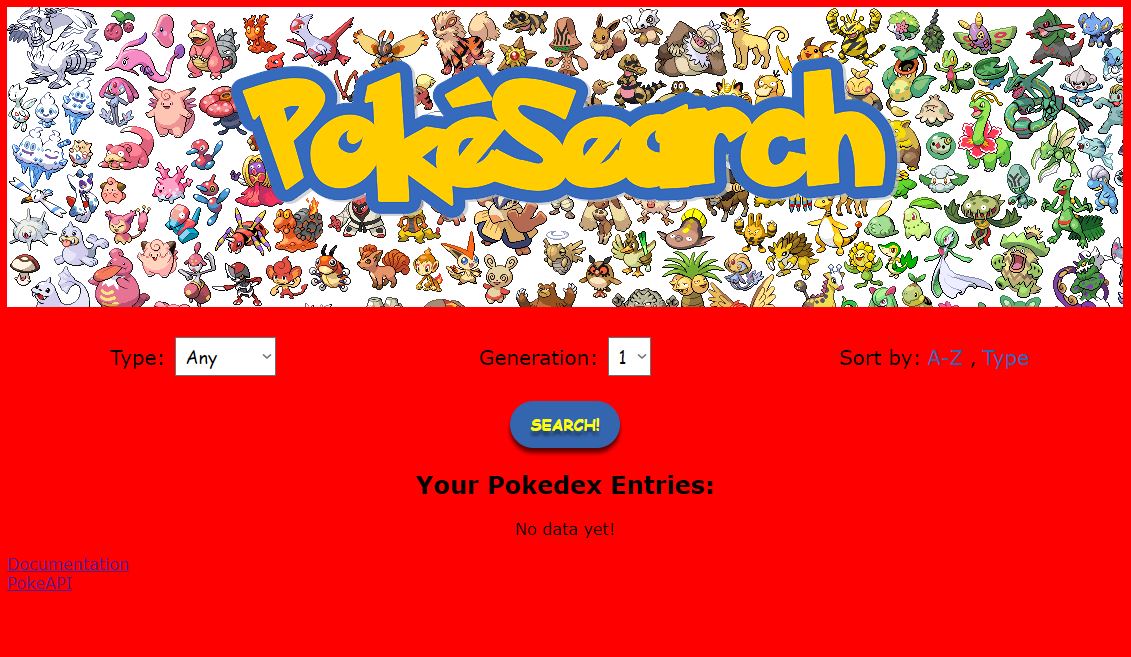 PokéSearch
Type: Any Generation: 1 Sort by: A-Z , Type
SEARCH!
Your Pokedex Entries:
No data yet!
Documentation
PokeAPI